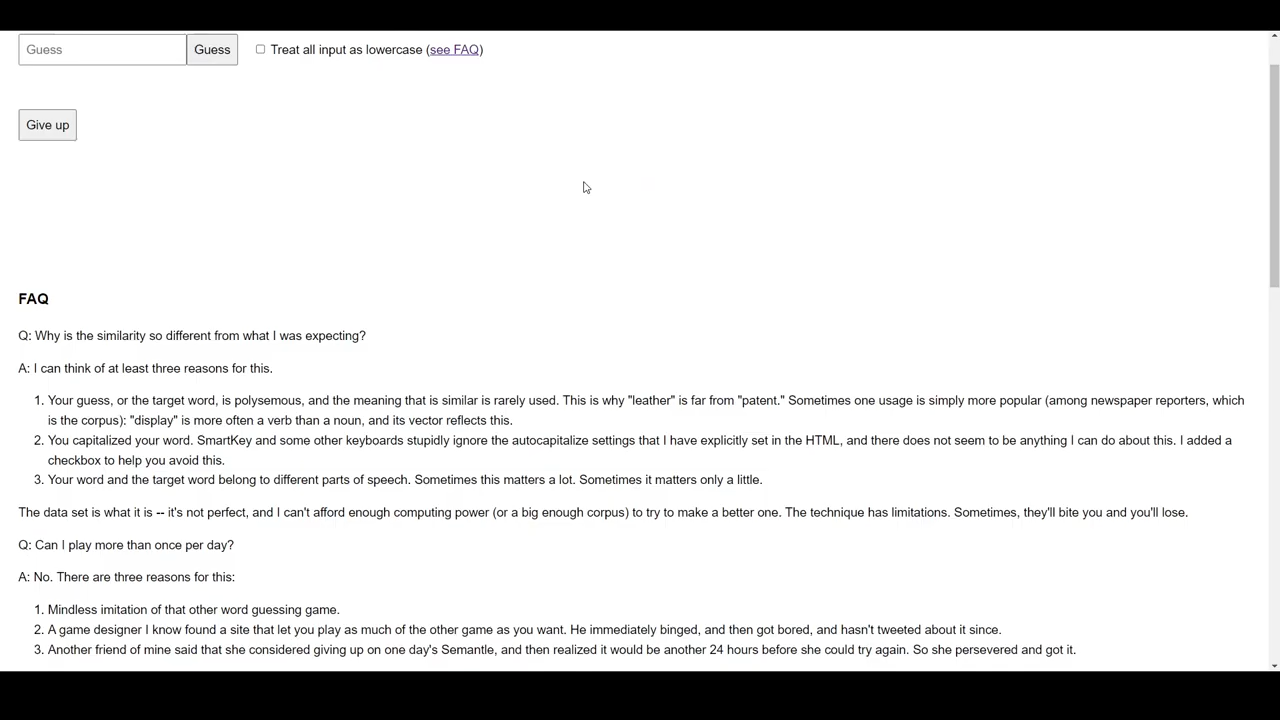 Guess Guess Treat all input as lowercase (see FAQ)
Give up
FAQ
Q: Why is the similarity so different from what I was expecting?
A: I can think of at least three reasons for this.
1. Your guess, or the target word, is polysemous, and the meaning that is similar is rarely used. This is why "leather" is far from "patent." Sometimes one usage is simply more popular (among newspaper reporters, which
is the corpus): "display" is more often a verb than a noun, and its vector reflects this.
2. You capitalized your word. SmartKey and some other keyboards stupidly ignore the autocapitalize settings that I have explicitly set in the HTML, and there does not seem to be anything I can do about this. I added a
checkbox to help you avoid this.
3. Your word and the target word belong to different parts of speech. Sometimes this matters a lot. Sometimes it matters only a little.
The data set is what it is -- it's not perfect, and I can't afford enough computing power (or a big enough corpus) to try to make a better one. The technique has limitations. Sometimes, they'll bite you and you'll lose.
Q: Can I play more than once per day?
A: No. There are three reasons for this:
1. Mindless imitation of that other word guessing game.
2. A game designer I know found a site that let you play as much of the other game as you want. He immediately binged, and then got bored, and hasn't tweeted about it since.
3. Another friend of mine said that she considered giving up on one day's Semantle, and then realized it would be another 24 hours before she could try again. So she persevered and got it.